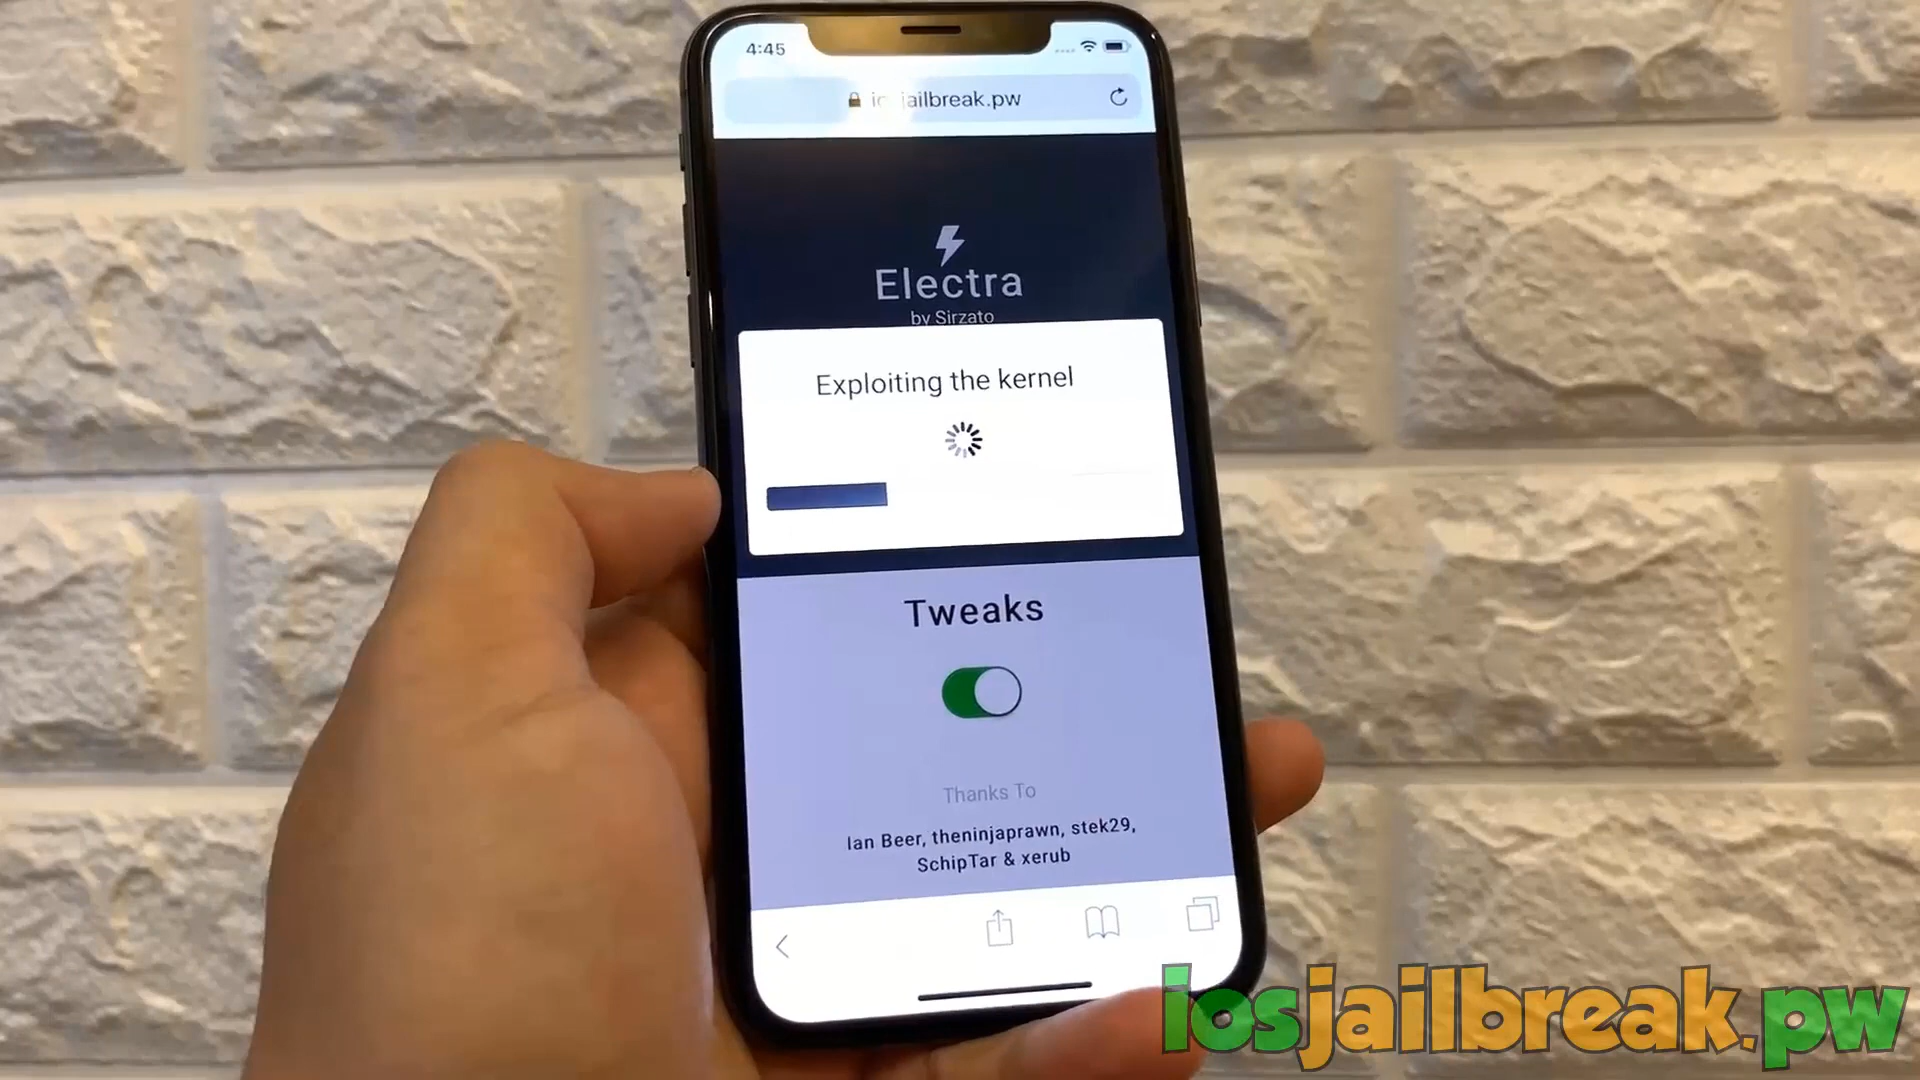 4:45
iosjailbreak.pw
Electra
by Sirzato
Exploiting the kernel
Tweaks
Thanks To
Ian Beer, theninjaprawn, stek29,
SchipTar & xerub
iosjailbreak.pw